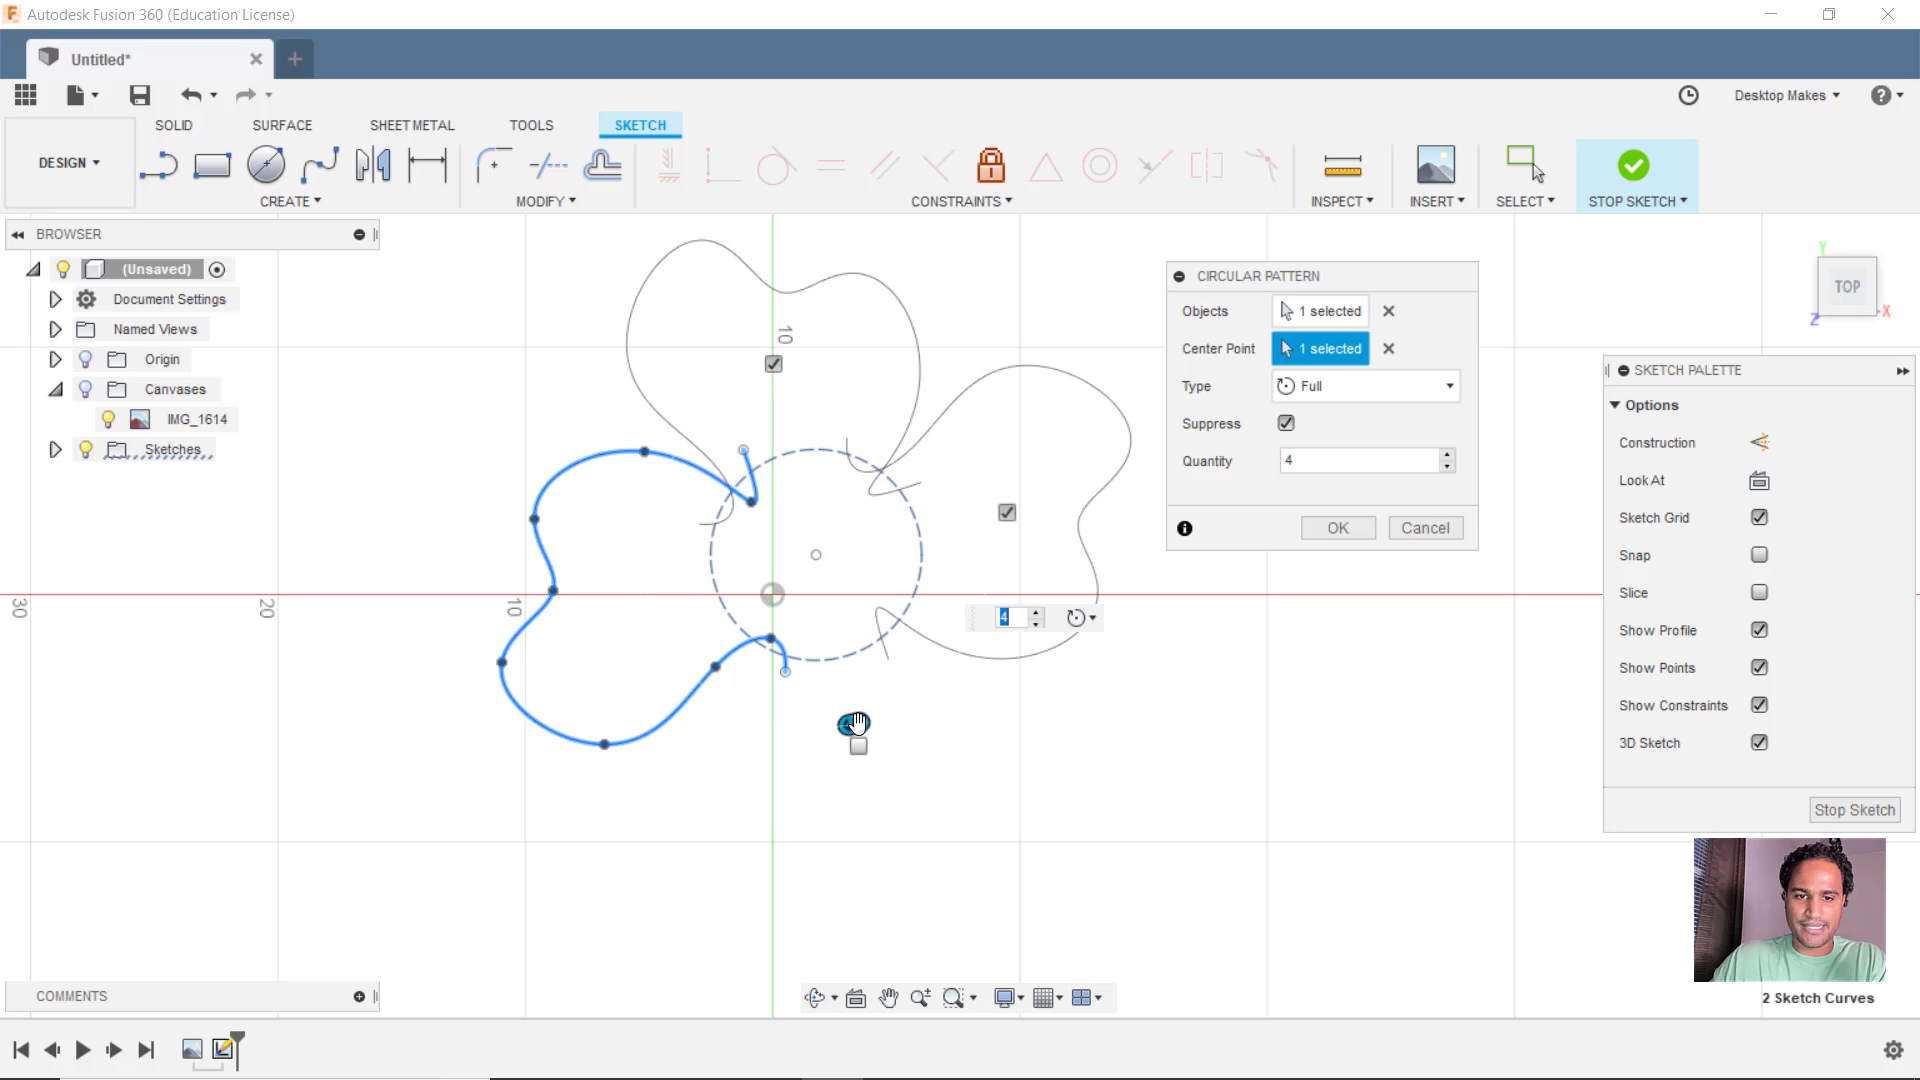 Autodesk Fusion 360 (Education License)
Untitled*
Desktop Makes
SOLID SURFACE SHEET METAL TOOLS SKETCH
DESIGN
CREATE MODIFY CONSTRAINTS INSPECT INSERT SELECT STOP SKETCH
BROWSER
(Unsaved)
Document Settings
Named Views
Origin
Canvases
IMG_1614
Sketches
CIRCULAR PATTERN
Objects 1 selected
Center Point 1 selected
Type Full
Suppress
Quantity 4
OK Cancel
Y
TOP
X
Z
SKETCH PALETTE
Options
Construction
Look At
Sketch Grid
Snap
Slice
Show Profile
Show Points
Show Constraints
3D Sketch
Stop Sketch
10
30 20 10
4
COMMENTS
2 Sketch Curves